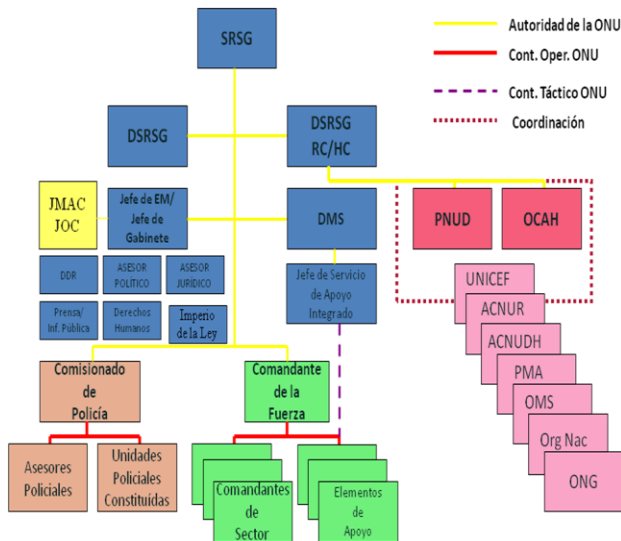 SRSG
Autoridad de la ONU
Cont. Oper. ONU
Cont. Táctico ONU
Coordinación
DSRSG
DSRSG
RC/HC
JMAC
JOC
Jefe de EM/
Jefe de
Gabinete
DMS
PNUD
OCAH
DDR
ASESOR
POLÍTICO
ASESOR
JURÍDICO
Jefe de Servicio
de Apoyo
Integrado
Prensa/
Inf. Pública
Derechos
Humanos
Imperio
de la Ley
UNICEF
ACNUR
ACNUDH
PMA
OMS
Org Nac
ONG
Comisionado
de
Policía
Comandante
de la
Fuerza
Asesores
Policiales
Unidades
Policiales
Constituídas
Comandantes
de
Sector
Elementos
de
Apoyo